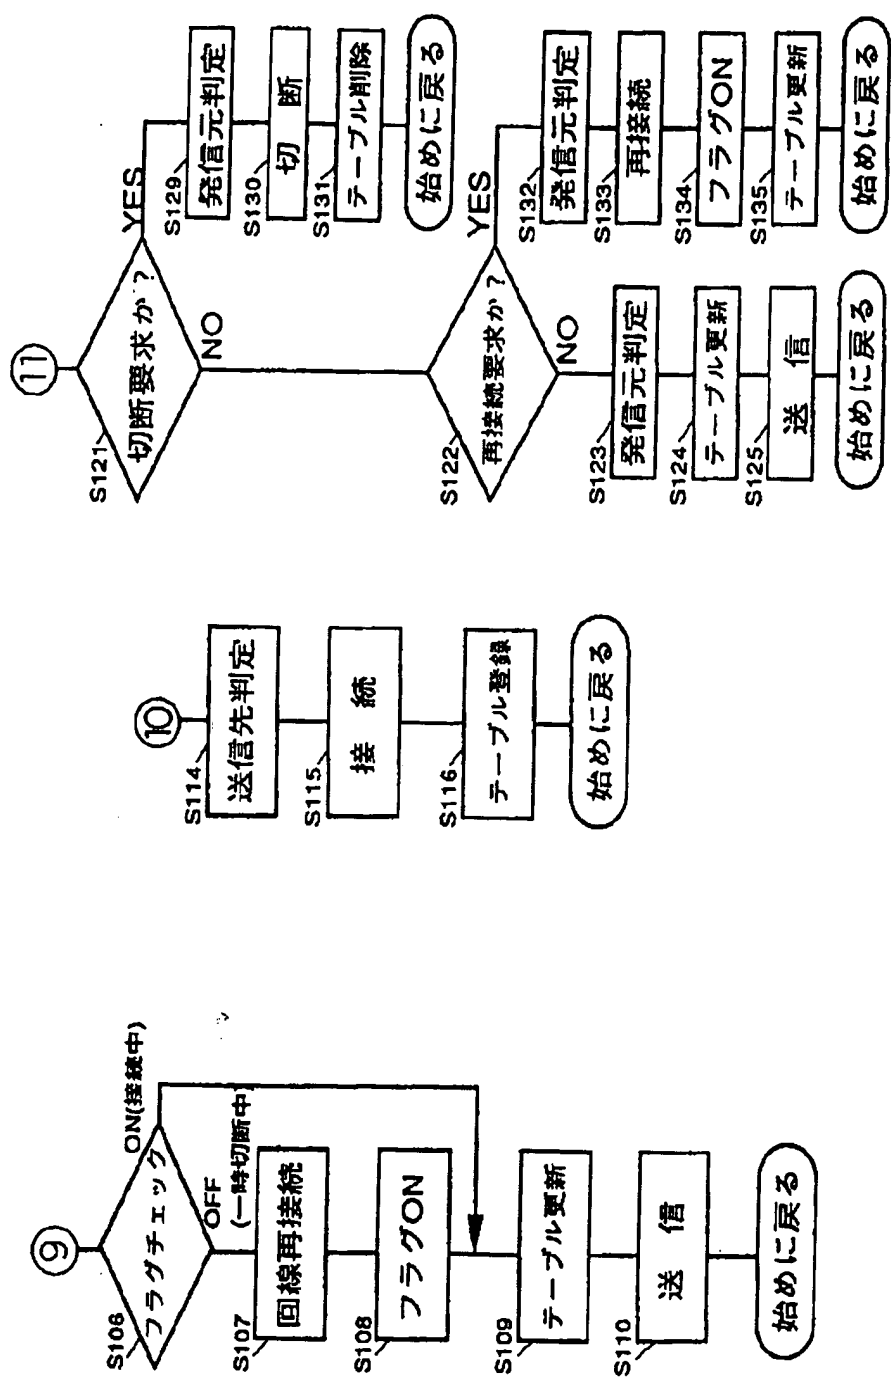 ⑨
S106
フラグチェック
ON(接続中)
OFF
(一時切断中)
S107
回線再接続
S108
フラグON
S109
テーブル更新
S110
送 信
始めに戻る
⑩
S114
送信先判定
S115
接 続
S116
テーブル登録
始めに戻る
⑪
S121
切断要求か?
YES
NO
S129
発信元判定
S130
切 断
S131
テーブル削除
始めに戻る
S122
再接続要求か?
YES
NO
S123
発信元判定
S124
テーブル更新
S125
送 信
始めに戻る
S132
発信元判定
S133
再接続
S134
フラグON
S135
テーブル更新
始めに戻る